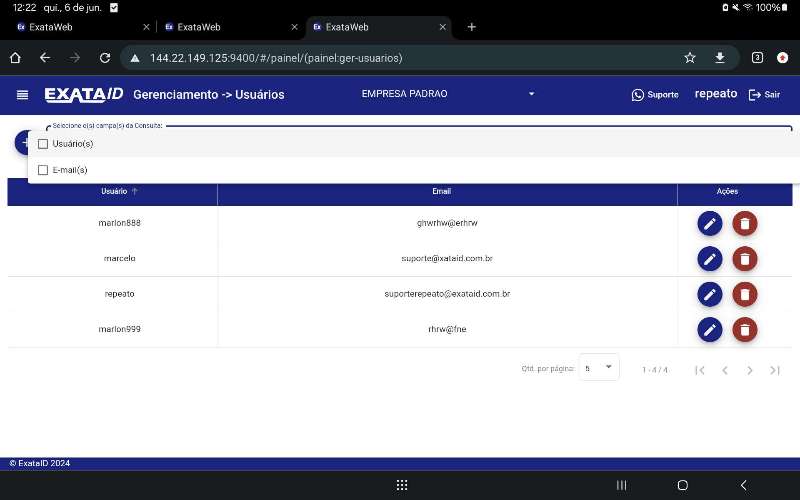 12:22 qui., 6 de jun.
100%
ExataWeb
ExataWeb
ExataWeb
144.22.149.125:9400/#/painel/(painel:ger-usuarios)
3
EXATAID Gerenciamento -> Usuários EMPRESA PADRAO Suporte repeato Sair
Selecione o(s) campo(s) da Consulta:
Usuário(s)
E-mail(s)
Usuário Email Ações
marlon888 ghwrhw@erhrw
marcelo suporte@xataid.com.br
repeato suporterepeato@exataid.com.br
marlon999 rhrw@fne
Qtd. por página: 5 1 - 4 / 4
© ExataID 2024